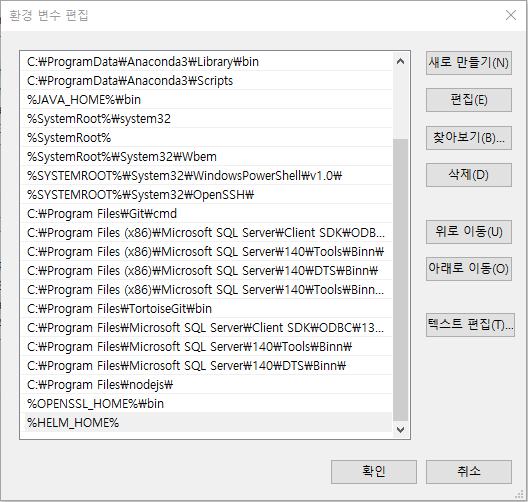 환경 변수 편집
C:₩ProgramData₩Anaconda3₩Library₩bin
C:₩ProgramData₩Anaconda3₩Scripts
%JAVA_HOME%₩bin
%SystemRoot%₩system32
%SystemRoot%
%SystemRoot%₩System32₩Wbem
%SYSTEMROOT%₩System32₩WindowsPowerShell₩v1.0₩
%SYSTEMROOT%₩System32₩OpenSSH₩
C:₩Program Files₩Git₩cmd
C:₩Program Files (x86)₩Microsoft SQL Server₩Client SDK₩ODB...
C:₩Program Files (x86)₩Microsoft SQL Server₩140₩Tools₩Binn₩
C:₩Program Files (x86)₩Microsoft SQL Server₩140₩DTS₩Binn₩
C:₩Program Files (x86)₩Microsoft SQL Server₩140₩Tools₩Binn...
C:₩Program Files₩TortoiseGit₩bin
C:₩Program Files₩Microsoft SQL Server₩Client SDK₩ODBC₩13...
C:₩Program Files₩Microsoft SQL Server₩140₩Tools₩Binn₩
C:₩Program Files₩Microsoft SQL Server₩140₩DTS₩Binn₩
C:₩Program Files₩nodejs₩
%OPENSSL_HOME%₩bin
%HELM_HOME%
새로 만들기(N)
편집(E)
찾아보기(B)...
삭제(D)
위로 이동(U)
아래로 이동(O)
텍스트 편집(T)...
확인
취소